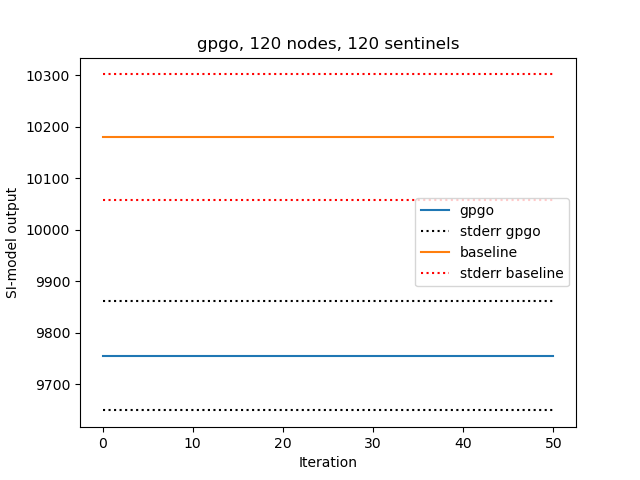 gpgo, 120 nodes, 120 sentinels
10300
10200
10100
10000
9900
9800
9700
SI-model output
gpgo
stderr gpgo
baseline
stderr baseline
0 10 20 30 40 50
Iteration